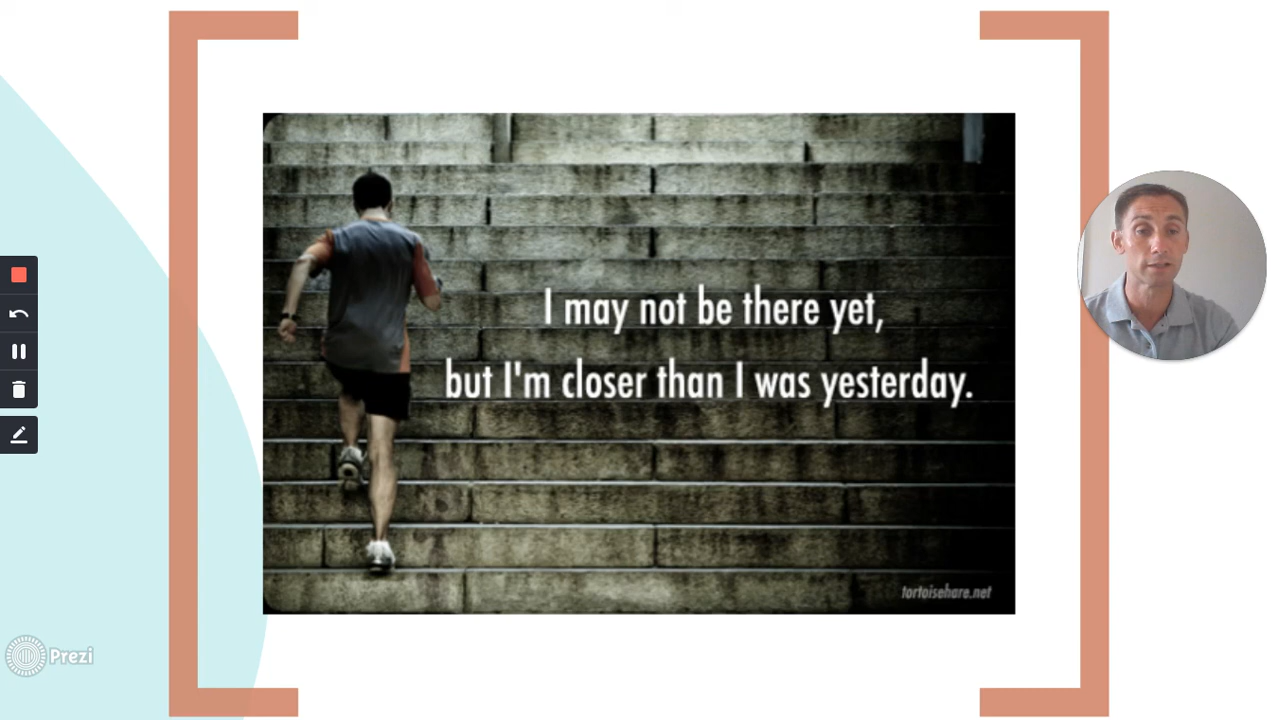 I may not be there yet,
but I'm closer than I was yesterday.
tortoisehare.net
Prezi